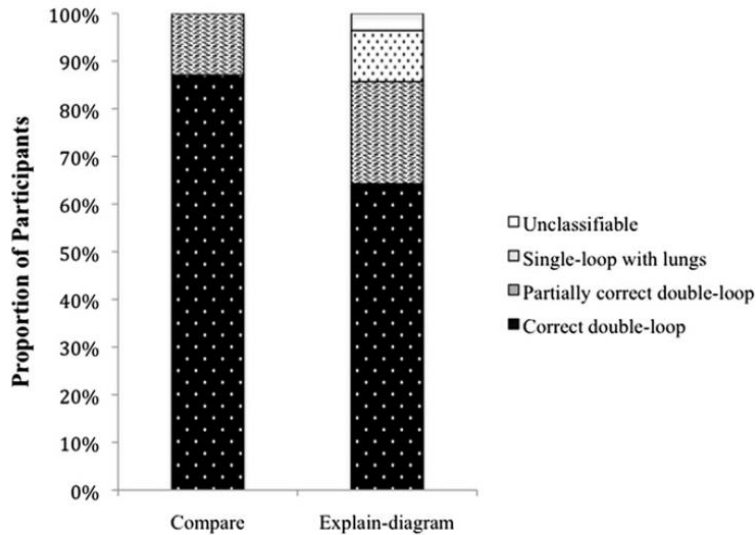 Proportion of Participants
100%
90%
80%
70%
60%
50%
40%
30%
20%
10%
0%
Compare
Explain-diagram
Unclassifiable
Single-loop with lungs
Partially correct double-loop
Correct double-loop